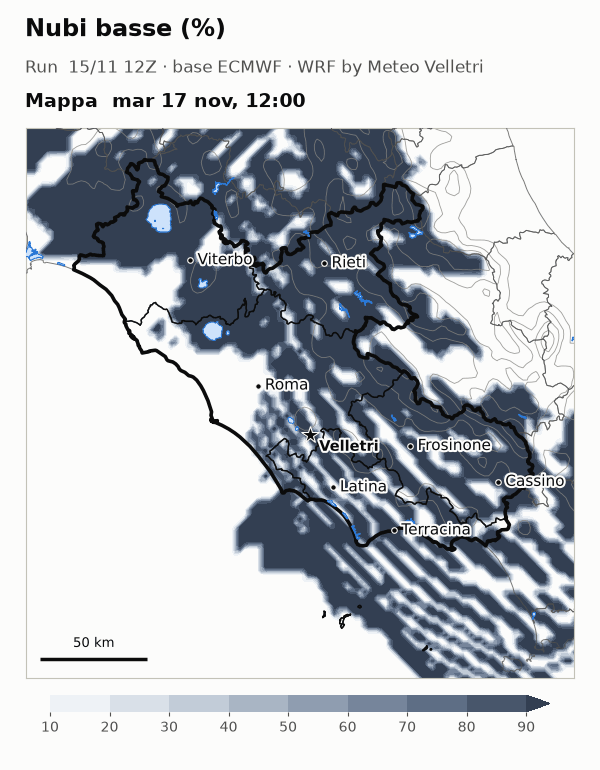 Nubi basse (%)
Run  15/11 12Z · base ECMWF · WRF by Meteo Velletri
Mappa  mar 17 nov, 12:00
Viterbo
Rieti
Roma
Velletri
Frosinone
Latina
Cassino
Terracina
50 km
10 20 30 40 50 60 70 80 90